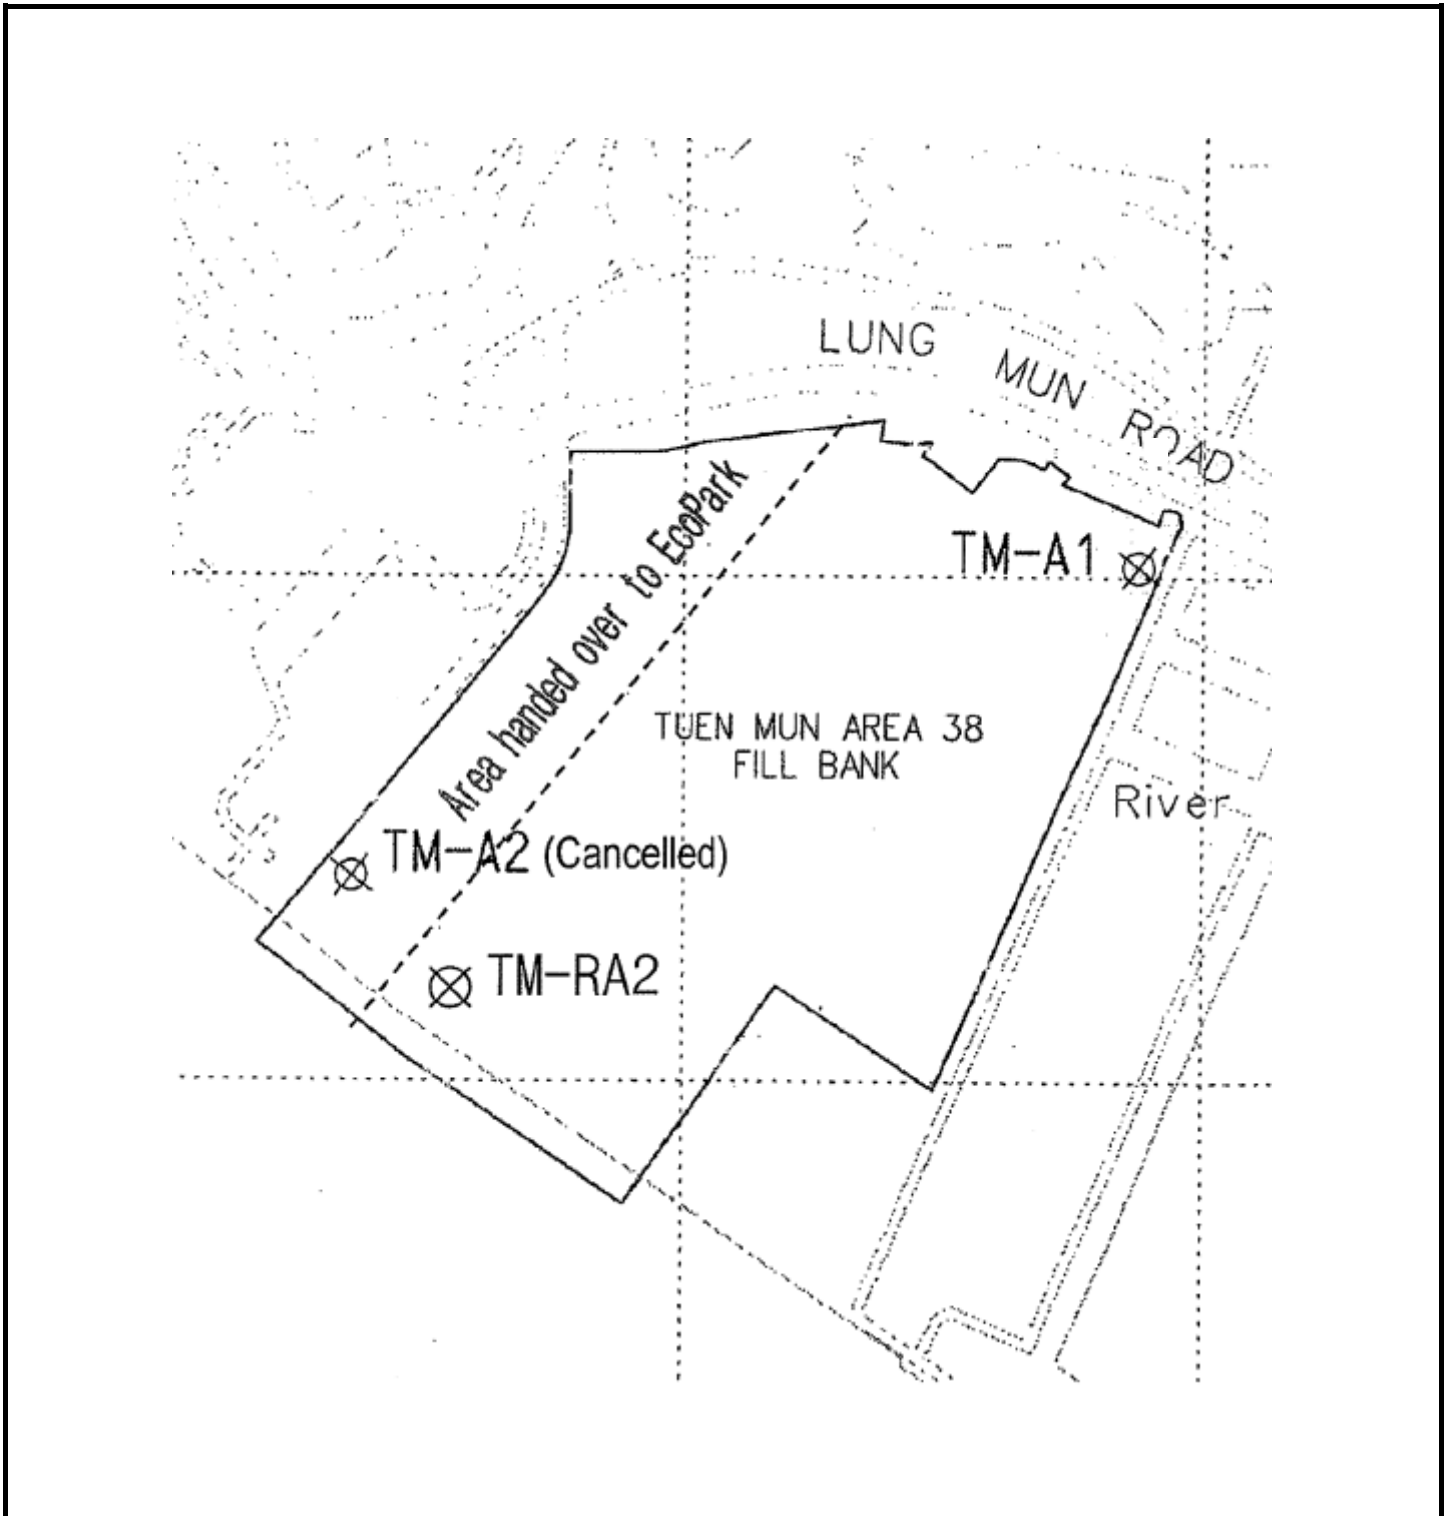 LUNG MUN ROAD
Area handed over to EcoPark
TM-A1
TUEN MUN AREA 38
FILL BANK
River
TM-A2 (Cancelled)
TM-RA2